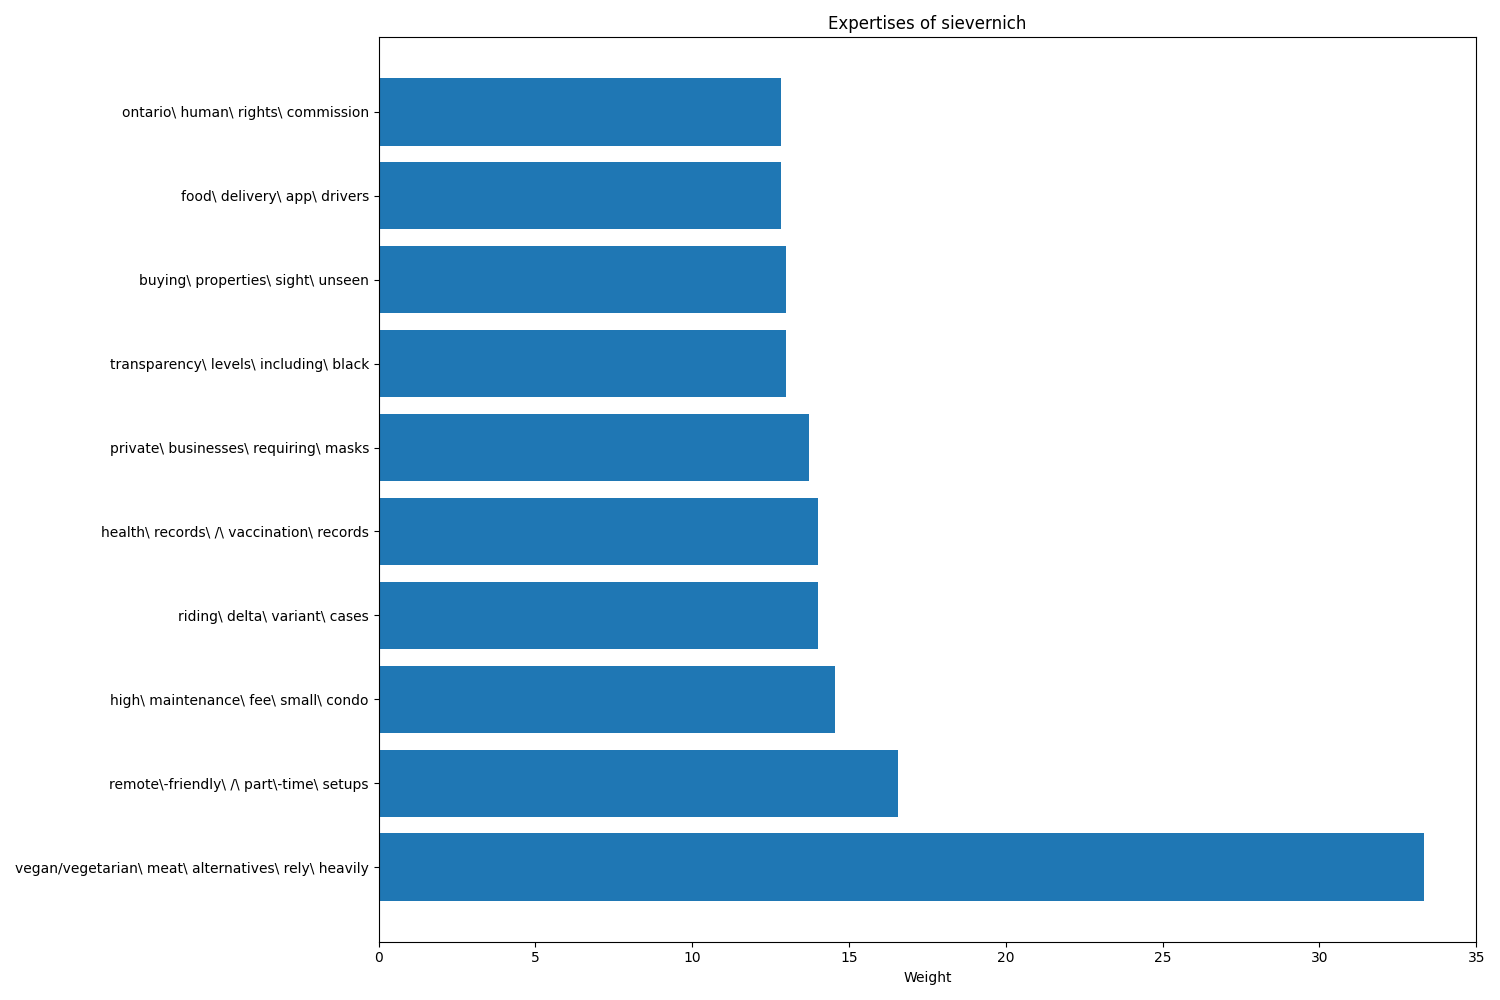 Expertises of sievernich
ontario\ human\ rights\ commission
food\ delivery\ app\ drivers
buying\ properties\ sight\ unseen
transparency\ levels\ including\ black
private\ businesses\ requiring\ masks
health\ records\ /\ vaccination\ records
riding\ delta\ variant\ cases
high\ maintenance\ fee\ small\ condo
remote\-friendly\ /\ part\-time\ setups
vegan/vegetarian\ meat\ alternatives\ rely\ heavily
0 5 10 15 20 25 30 35
Weight